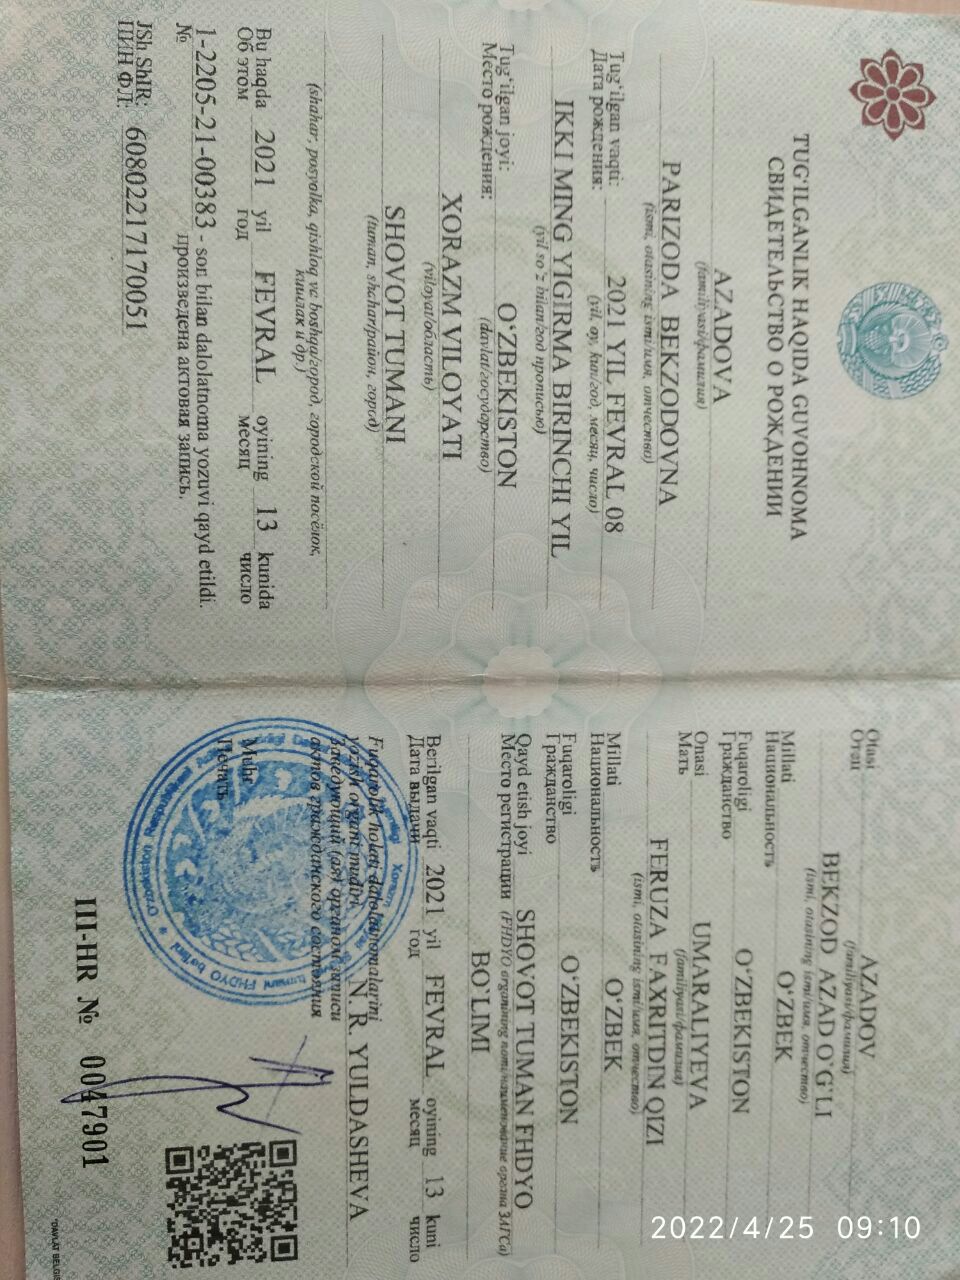 TUG‘ILGANLIK HAQIDA GUVOHNOMA
СВИДЕТЕЛЬСТВО О РОЖДЕНИИ
AZADOVA
(familiyasi/фамилия)
PARIZODA BEKZODOVNA
(ismi, otasining ismi/имя, отчество)
Tug‘ilgan vaqti:
Дата рождения:
2021 YIL FEVRAL 08
(yil, oy, kun/год, месяц, число)
IKKI MING YIGIRMA BIRINCHI YIL
(yil so‘z bilan/год прописью)
Tug‘ilgan joyi:
Место рождения:
O‘ZBEKISTON
(davlat/государство)
XORAZM VILOYATI
(viloyat/область)
SHOVOT TUMANI
(tuman, shahar/район, город)
(shahar, posyolka, qishloq va boshqa/город, городской посёлок,
кишлак и др.)
Bu haqda 2021 yil FEVRAL oyining 13 kunida
Об этом год месяц число
1-2205-21-00383 - son bilan dalolatnoma yozuvi qayd etildi.
№ произведена актовая запись.
JSh ShIR:
ПИН ФЛ: 60802217170051
Otasi
Отец
AZADOV
(familiyasi/фамилия)
BEKZOD AZAD O‘G`LI
(ismi, otasining ismi/имя, отчество)
Millati
Национальность
O‘ZBEK
Fuqaroligi
Гражданство
O‘ZBEKISTON
Onasi
Мать
UMARALIYEVA
(familiyasi/фамилия)
FERUZA FAXRITDIN QIZI
(ismi, otasining ismi/имя, отчество)
Millati
Национальность
O‘ZBEK
Fuqaroligi
Гражданство
O‘ZBEKISTON
Qayd etish joyi
Место регистрации
SHOVOT TUMAN FHDYO
(FHDYO organining nomi/наименование органа ЗАГСа)
BO`LIMI
Berilgan vaqti 2021 yil FEVRAL oyining 13 kuni
Дата выдачи год месяц число
Fuqarolik holati dalolatnomalarini
yozish organi mudiri
Заведующий (ая) органом записи
актов гражданского состояния
N R YULDASHEVA
Muhr
Печать
III-HR № 0047901
2022/4/25 09:10